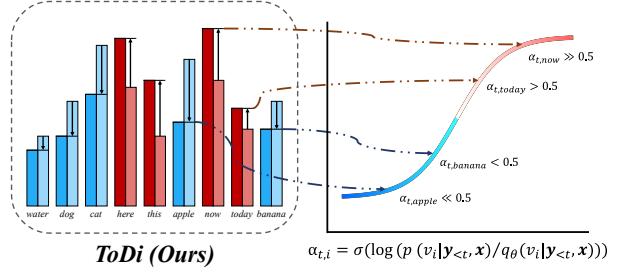 water dog cat here this apple now today banana
ToDi (Ours)
α_{t,now} ≫ 0.5
α_{t,today} > 0.5
α_{t,banana} < 0.5
α_{t,apple} ≪ 0.5
α_{t,i} = σ(log(p (v_i|y_{<t}, x)/q_θ(v_i|y_{<t}, x)))